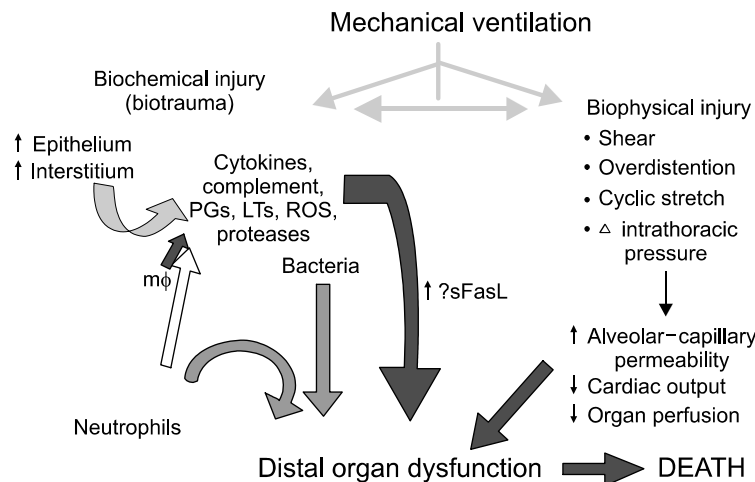 Mechanical ventilation
Biochemical injury
(biotrauma)
↑ Epithelium
↑ Interstitium
Cytokines,
complement,
PGs, LTs, ROS,
proteases
mϕ
Bacteria
↑ ?sFasL
Neutrophils
Biophysical injury
• Shear
• Overdistention
• Cyclic stretch
• △ intrathoracic
pressure
↑ Alveolar–capillary
permeability
↓ Cardiac output
↓ Organ perfusion
Distal organ dysfunction
DEATH